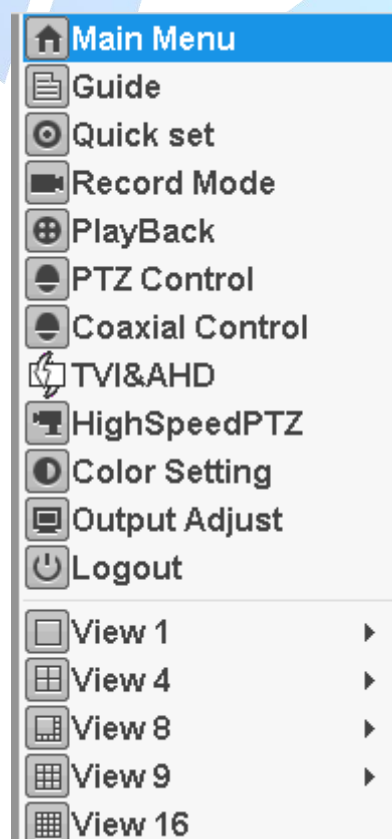 Main Menu
Guide
Quick set
Record Mode
PlayBack
PTZ Control
Coaxial Control
TVI&AHD
HighSpeedPTZ
Color Setting
Output Adjust
Logout
View 1
View 4
View 8
View 9
View 16